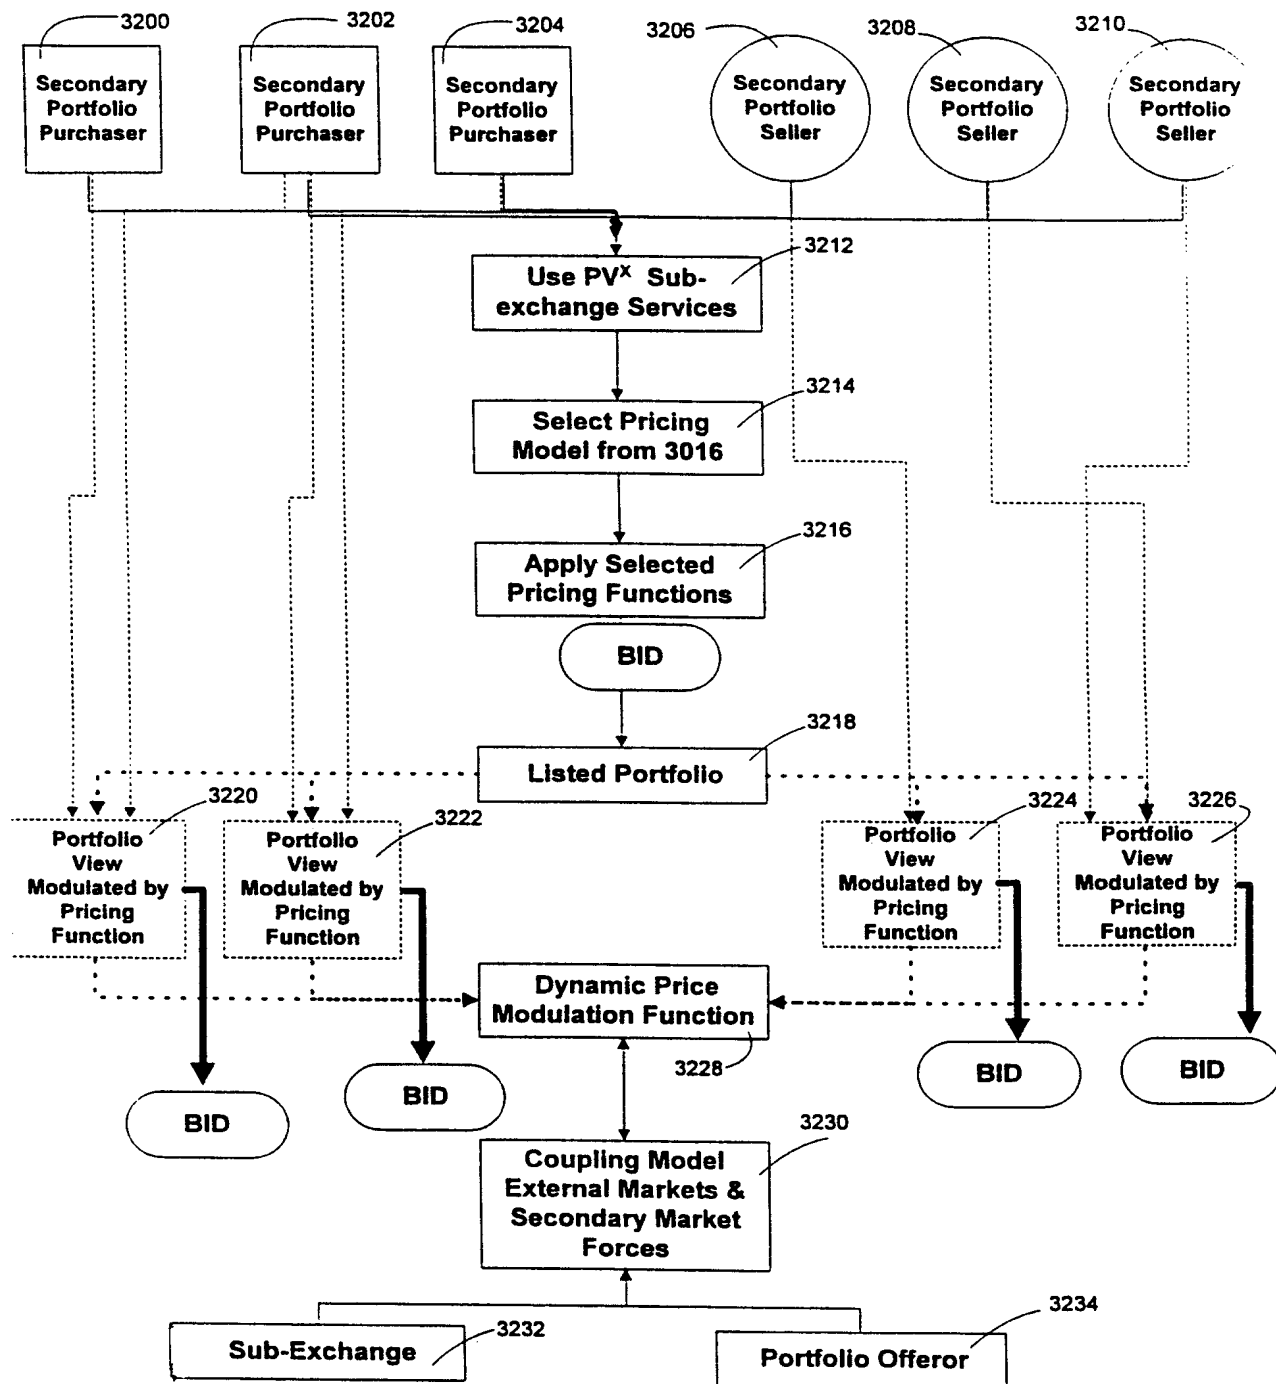 3200
3202
3204
3206
3208
3210
Secondary
Portfolio
Purchaser
Secondary
Portfolio
Purchaser
Secondary
Portfolio
Purchaser
Secondary
Portfolio
Seller
Secondary
Portfolio
Seller
Secondary
Portfolio
Seller
3212
Use PVˣ Sub-
exchange Services
3214
Select Pricing
Model from 3016
3216
Apply Selected
Pricing Functions
BID
3218
Listed Portfolio
3220
Portfolio
View
Modulated by
Pricing
Function
3222
Portfolio
View
Modulated by
Pricing
Function
3224
Portfolio
View
Modulated by
Pricing
Function
3226
Portfolio
View
Modulated by
Pricing
Function
Dynamic Price
Modulation Function
3228
BID
BID
BID
BID
3230
Coupling Model
External Markets &
Secondary Market
Forces
3232
Sub-Exchange
3234
Portfolio Offeror